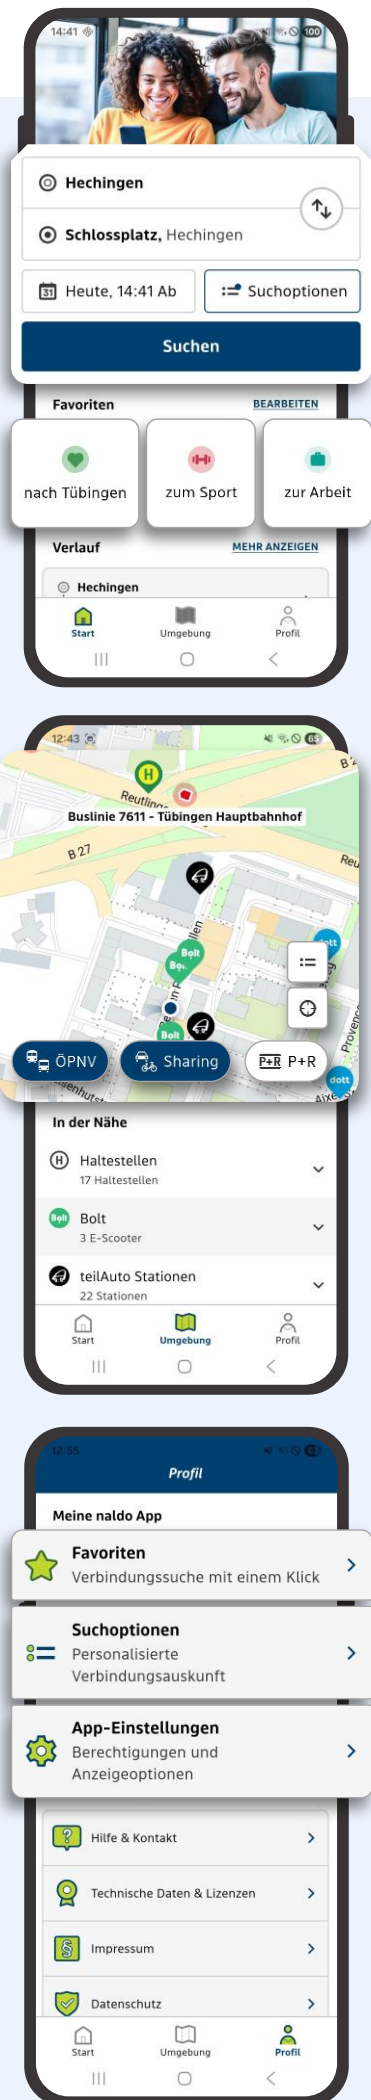 14:41
100
Hechingen
Schlossplatz, Hechingen
31 Heute, 14:41 Ab
Suchoptionen
Suchen
Favoriten
BEARBEITEN
nach Tübingen
zum Sport
zur Arbeit
Verlauf
MEHR ANZEIGEN
Hechingen
Start
Umgebung
Profil
12:43
H
Buslinie 7611 - Tübingen Hauptbahnhof
B 27
Bolt
dott
Bolt
ÖPNV
Sharing
P+R P+R
dott
In der Nähe
H Haltestellen
17 Haltestellen
Bolt Bolt
3 E-Scooter
teilAuto Stationen
22 Stationen
Start
Umgebung
Profil
12:55
Profil
Meine naldo App
Favoriten
Verbindungssuche mit einem Klick
Suchoptionen
Personalisierte
Verbindungsauskunft
App-Einstellungen
Berechtigungen und
Anzeigeoptionen
? Hilfe & Kontakt
Technische Daten & Lizenzen
§ Impressum
Datenschutz
Start
Umgebung
Profil